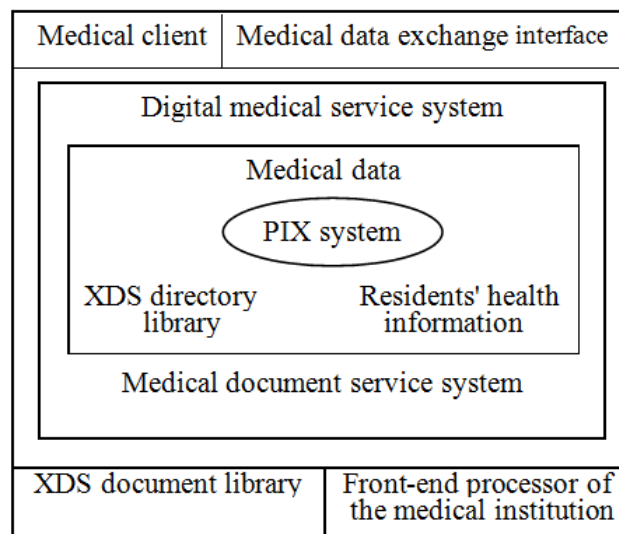 Medical client
Medical data exchange interface
Digital medical service system
Medical data
PIX system
XDS directory
library
Residents' health
information
Medical document service system
XDS document library
Front-end processor of
the medical institution